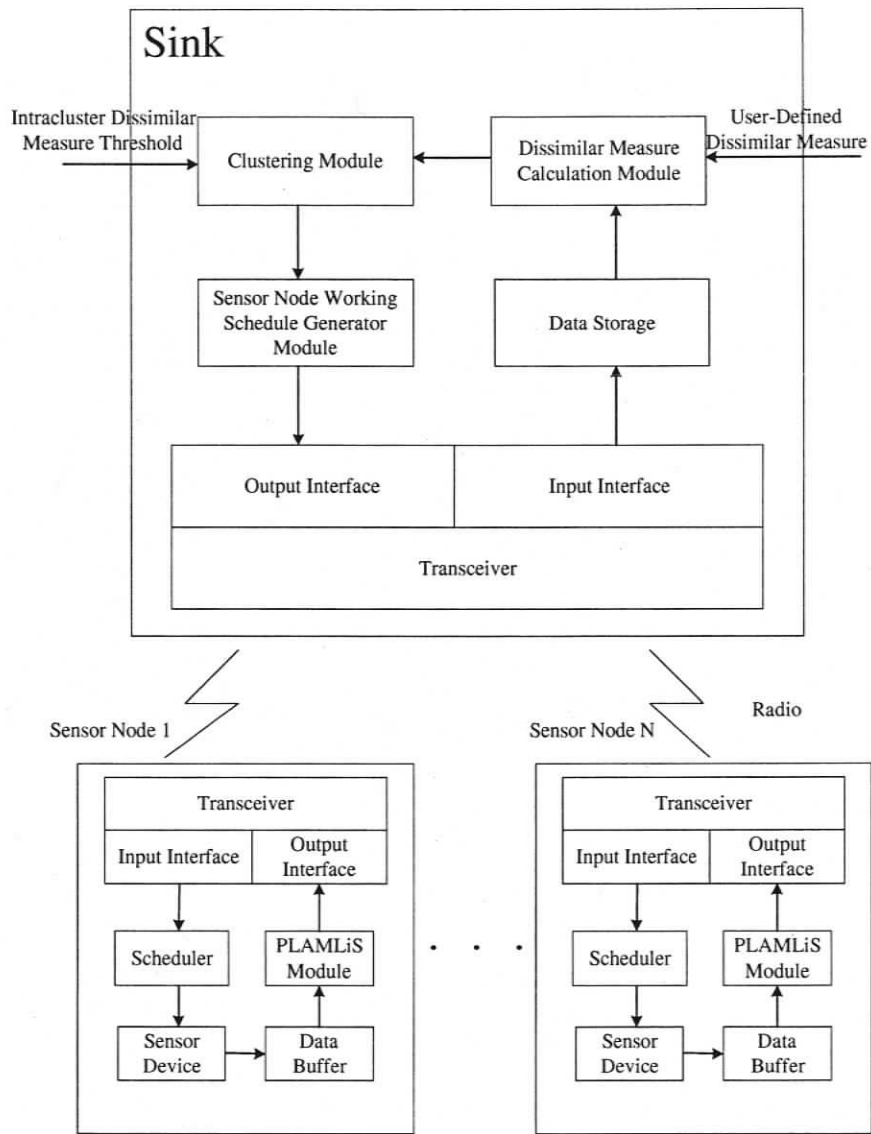 Sink
Intracluster Dissimilar
Measure Threshold
User-Defined
Dissimilar Measure
Clustering Module
Dissimilar Measure
Calculation Module
Sensor Node Working
Schedule Generator
Module
Data Storage
Output Interface
Input Interface
Transceiver
Radio
Sensor Node 1
Sensor Node N
Transceiver
Input Interface
Output
Interface
Scheduler
PLAMLiS
Module
Sensor
Device
Data
Buffer
. . .
Transceiver
Input Interface
Output
Interface
Scheduler
PLAMLiS
Module
Sensor
Device
Data
Buffer